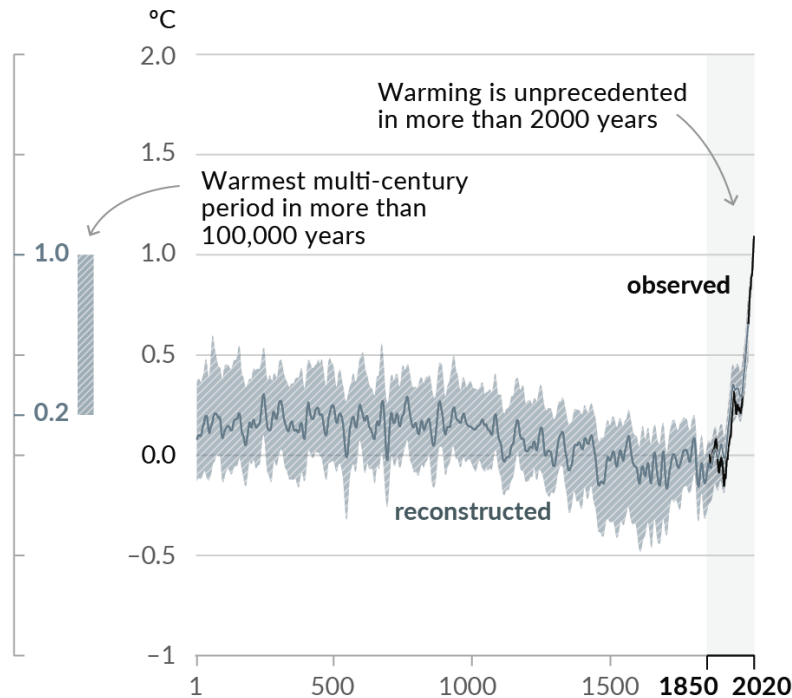 ºC
2.0
Warming is unprecedented
in more than 2000 years
1.5
Warmest multi-century
period in more than
100,000 years
1.0
1.0
observed
0.5
0.2
0.0
reconstructed
−0.5
−1
1
500
1000
1500
1850
2020